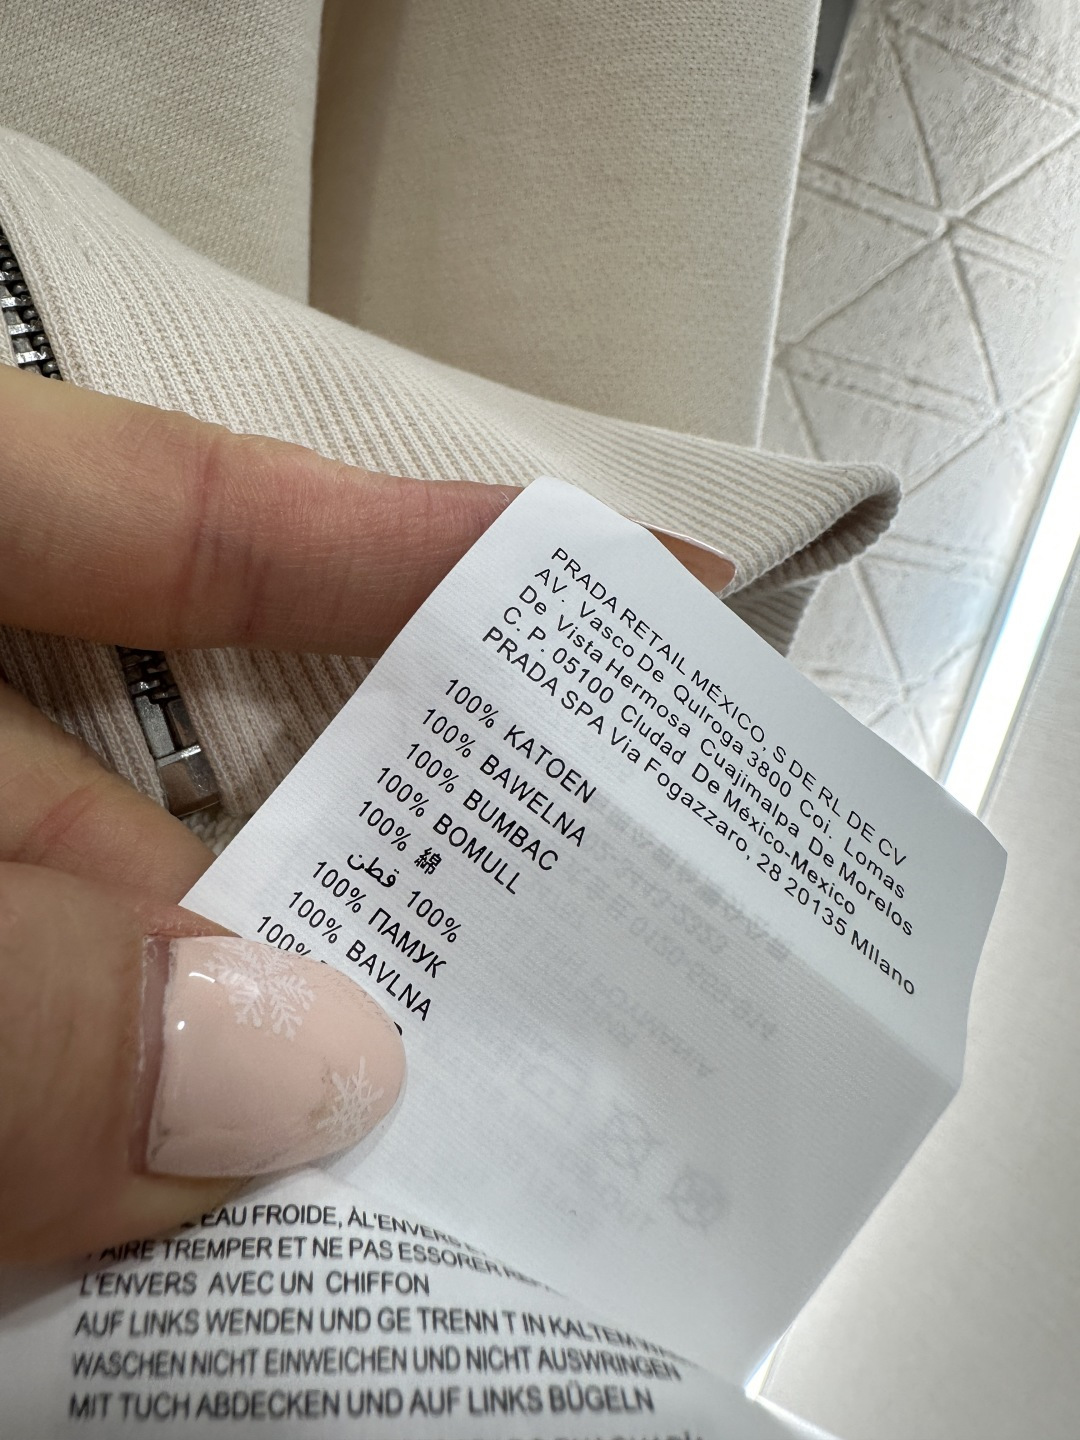 PRADA RETAIL MÉXICO, S DE RL DE CV
AV. Vasco De Quiroga 3800 Coi. Lomas
De Vista Hermosa Cuajimalpa De Morelos
C. P. 05100 Cludad De México-Mexico
PRADA SPA Via Fogazzaro, 28 20135 MIlano
100% KATOEN
100% BAWELNA
100% BUMBAC
100% BOMULL
100% 綿
100% قطن
100% ПАМУК
100% BAVLNA
100%
EAU FROIDE, ÀL'ENVERS
FAIRE TREMPER ET NE PAS ESSORER
L'ENVERS AVEC UN CHIFFON
AUF LINKS WENDEN UND GE TRENN T IN KALTEM
WASCHEN NICHT EINWEICHEN UND NICHT AUSWRINGEN
MIT TUCH ABDECKEN UND AUF LINKS BÜGELN